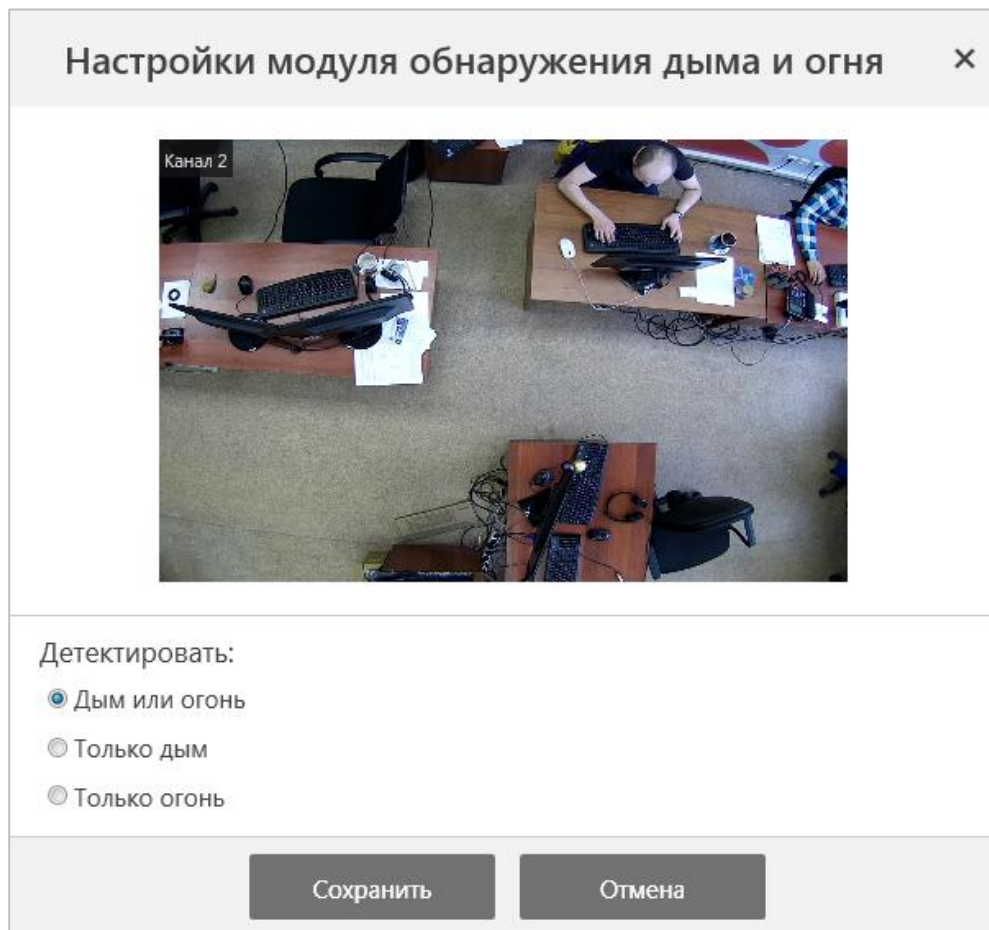 Настройки модуля обнаружения дыма и огня ×
Канал 2
Детектировать:
Дым или огонь
Только дым
Только огонь
Сохранить
Отмена